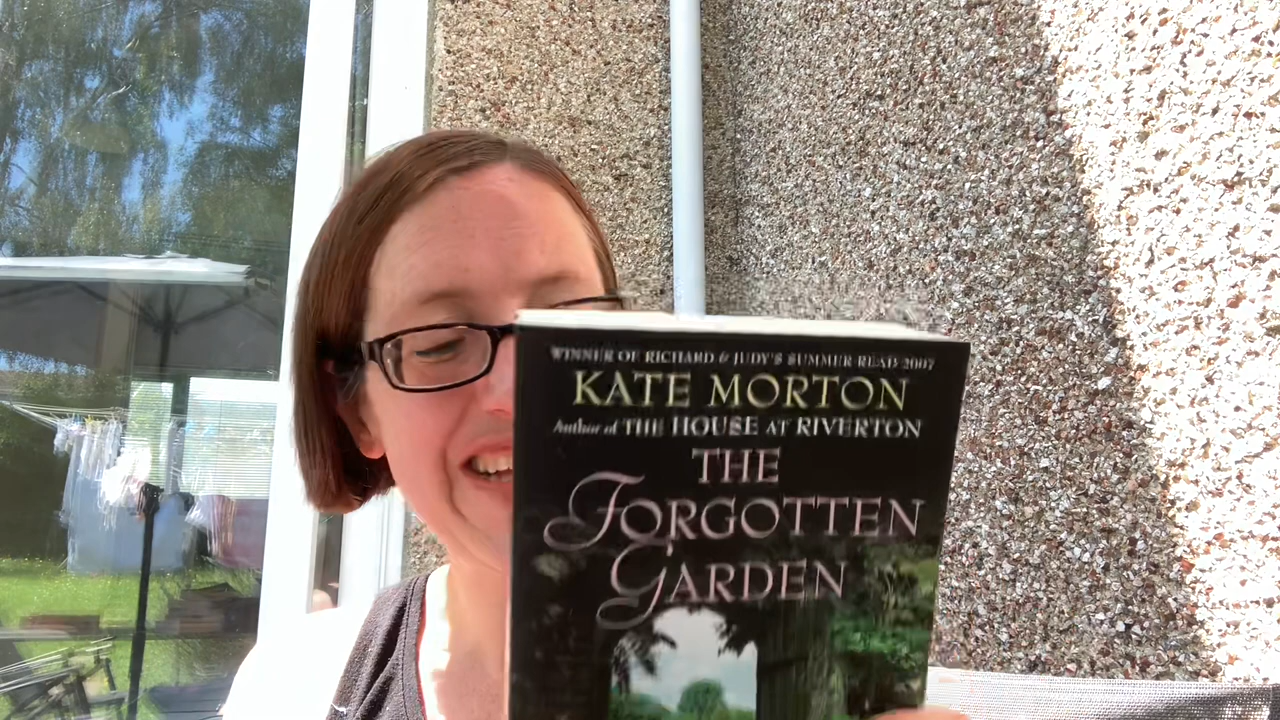 WINNER OF RICHARD & JUDY'S SUMMER READ 2007
KATE MORTON
Author of THE HOUSE AT RIVERTON
THE
FORGOTTEN
GARDEN